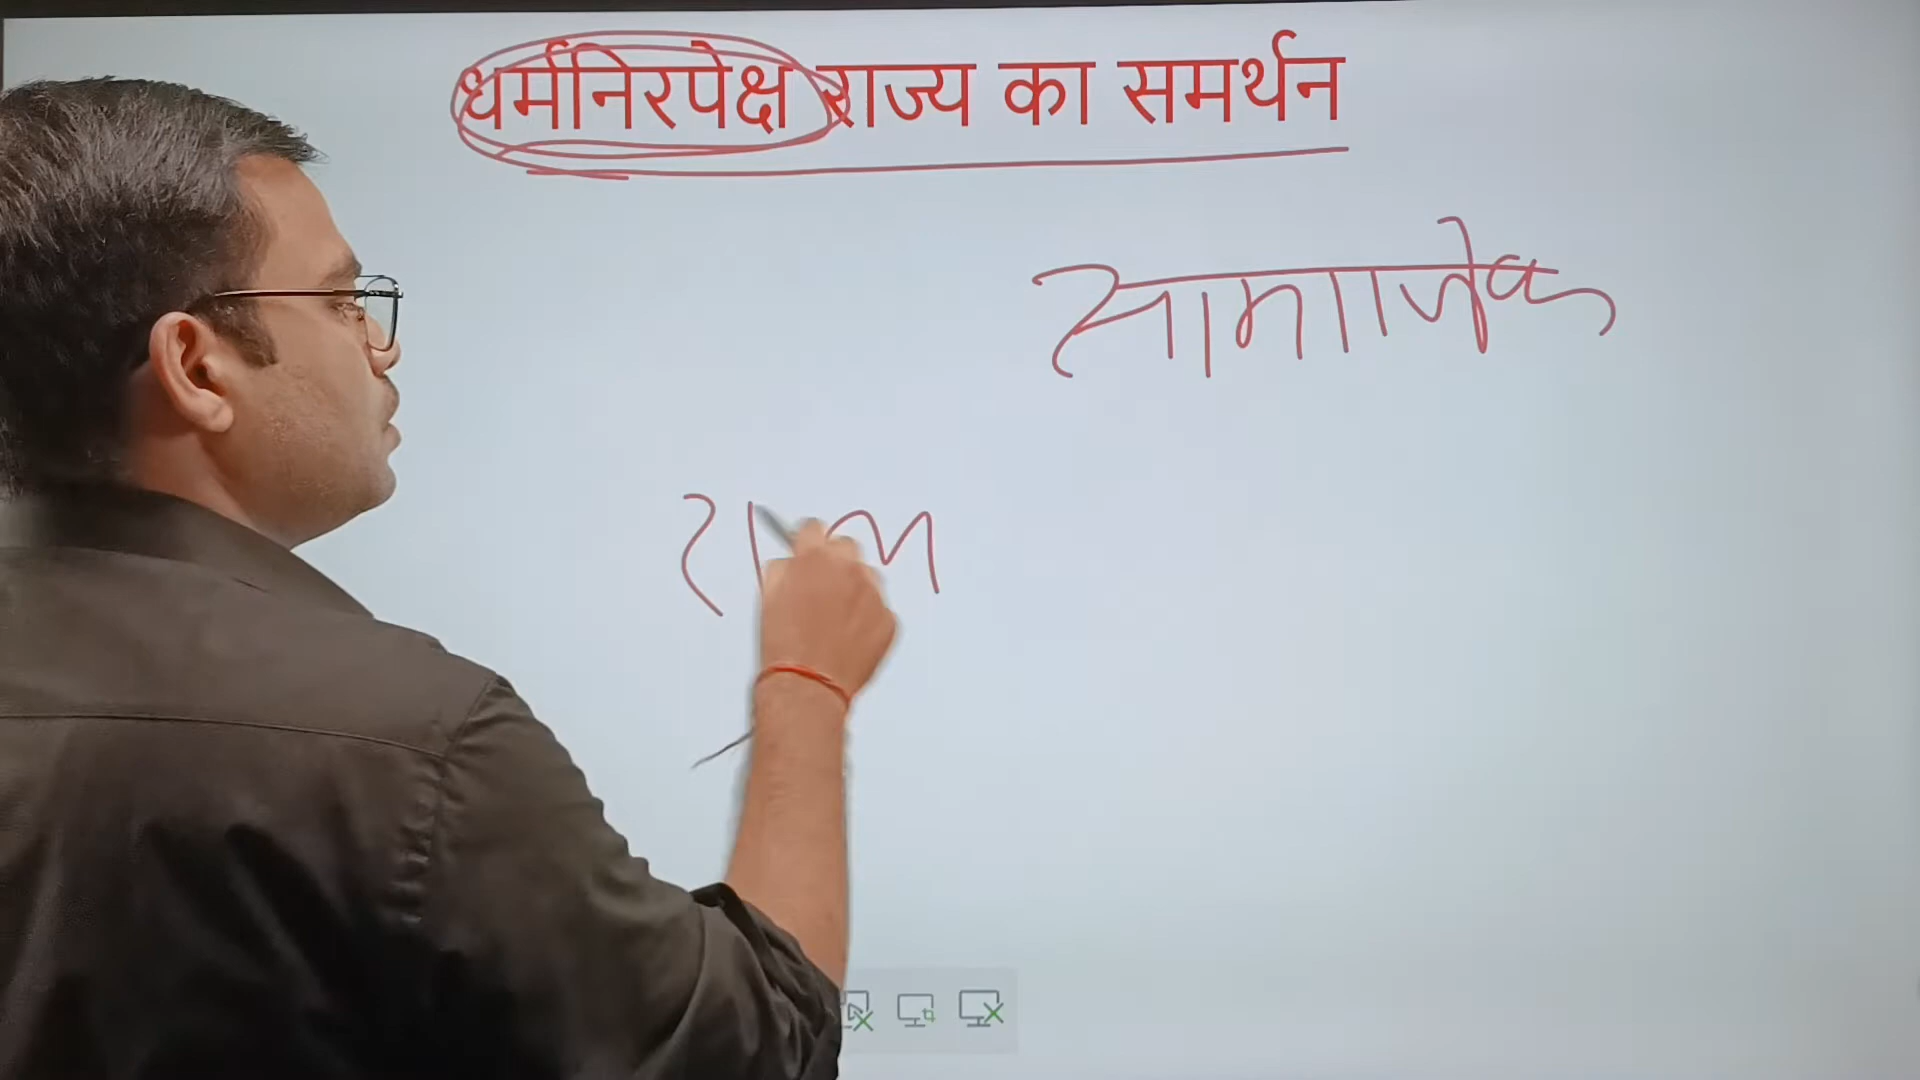 धर्मनिरपेक्ष राज्य का समर्थन
सामाजिक